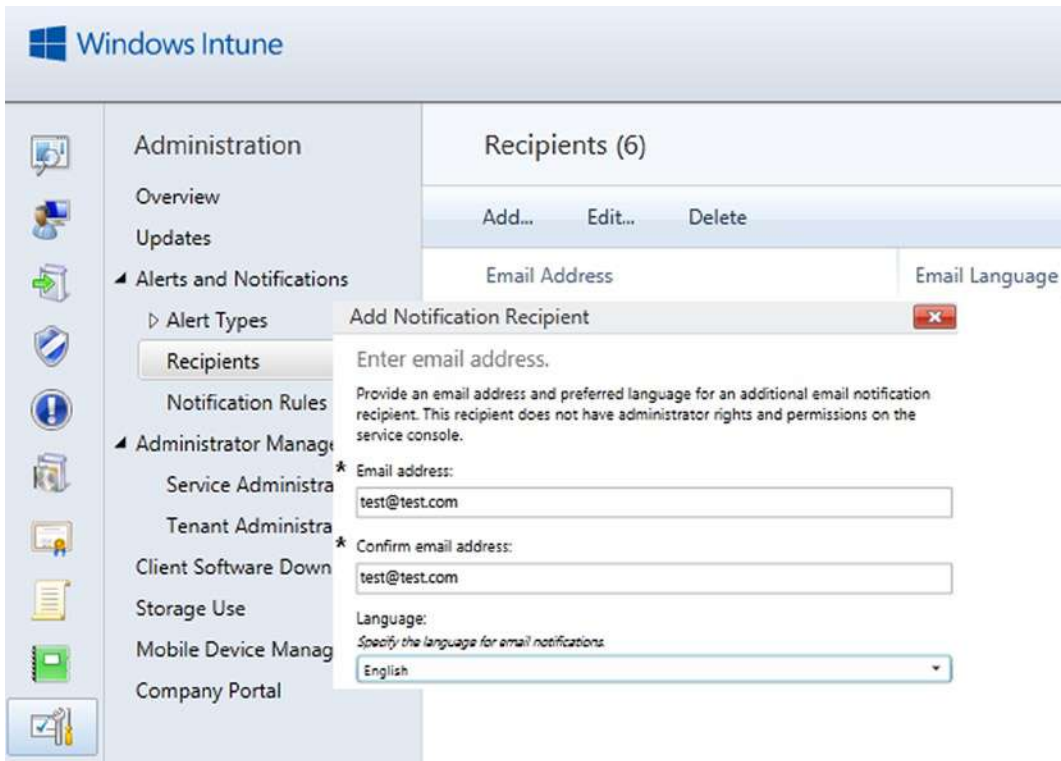 Windows Intune
Administration
Overview
Updates
Alerts and Notifications
Alert Types
Recipients
Notification Rules
Administrator Manage
Service Administra
Tenant Administra
Client Software Down
Storage Use
Mobile Device Manag
Company Portal
Recipients (6)
Add... Edit... Delete
Email Address Email Language
Add Notification Recipient
Enter email address.
Provide an email address and preferred language for an additional email notification
recipient. This recipient does not have administrator rights and permissions on the
service console.
* Email address:
test@test.com
* Confirm email address:
test@test.com
Language:
Specify the language for email notifications.
English